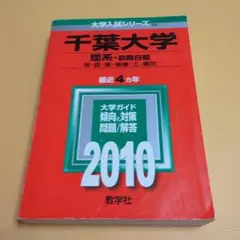 大学入試シリーズ
千葉大学
理系-前期日程
最近4カ年
大学ガイド
傾向と対策
問題/解答
2010
教学社